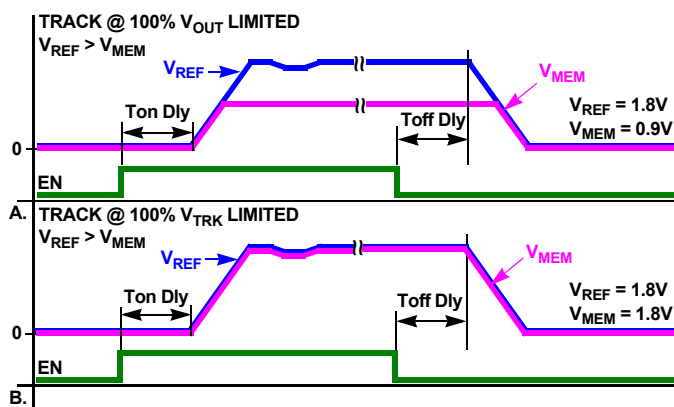 TRACK @ 100% VOUT LIMITED
VREF > VMEM
VREF
VMEM
Ton Dly
Toff Dly
VREF = 1.8V
VMEM = 0.9V
0
EN
A.
TRACK @ 100% VTRK LIMITED
VREF > VMEM
VREF
VMEM
Ton Dly
Toff Dly
VREF = 1.8V
VMEM = 1.8V
0
EN
B.